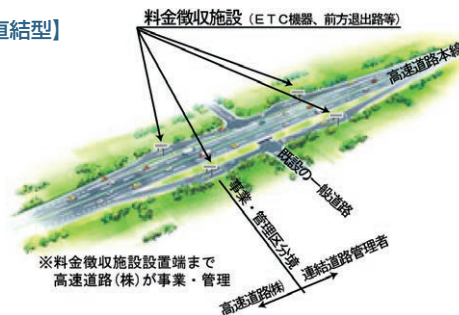 直結型】
料金徴収施設（ETC機器、前方退出路等）
高速道路本線
既設の一般道路
事業・管理区分境
※料金徴収施設設置端まで
高速道路(株)が事業・管理
連結道路管理者
高速道路㈱